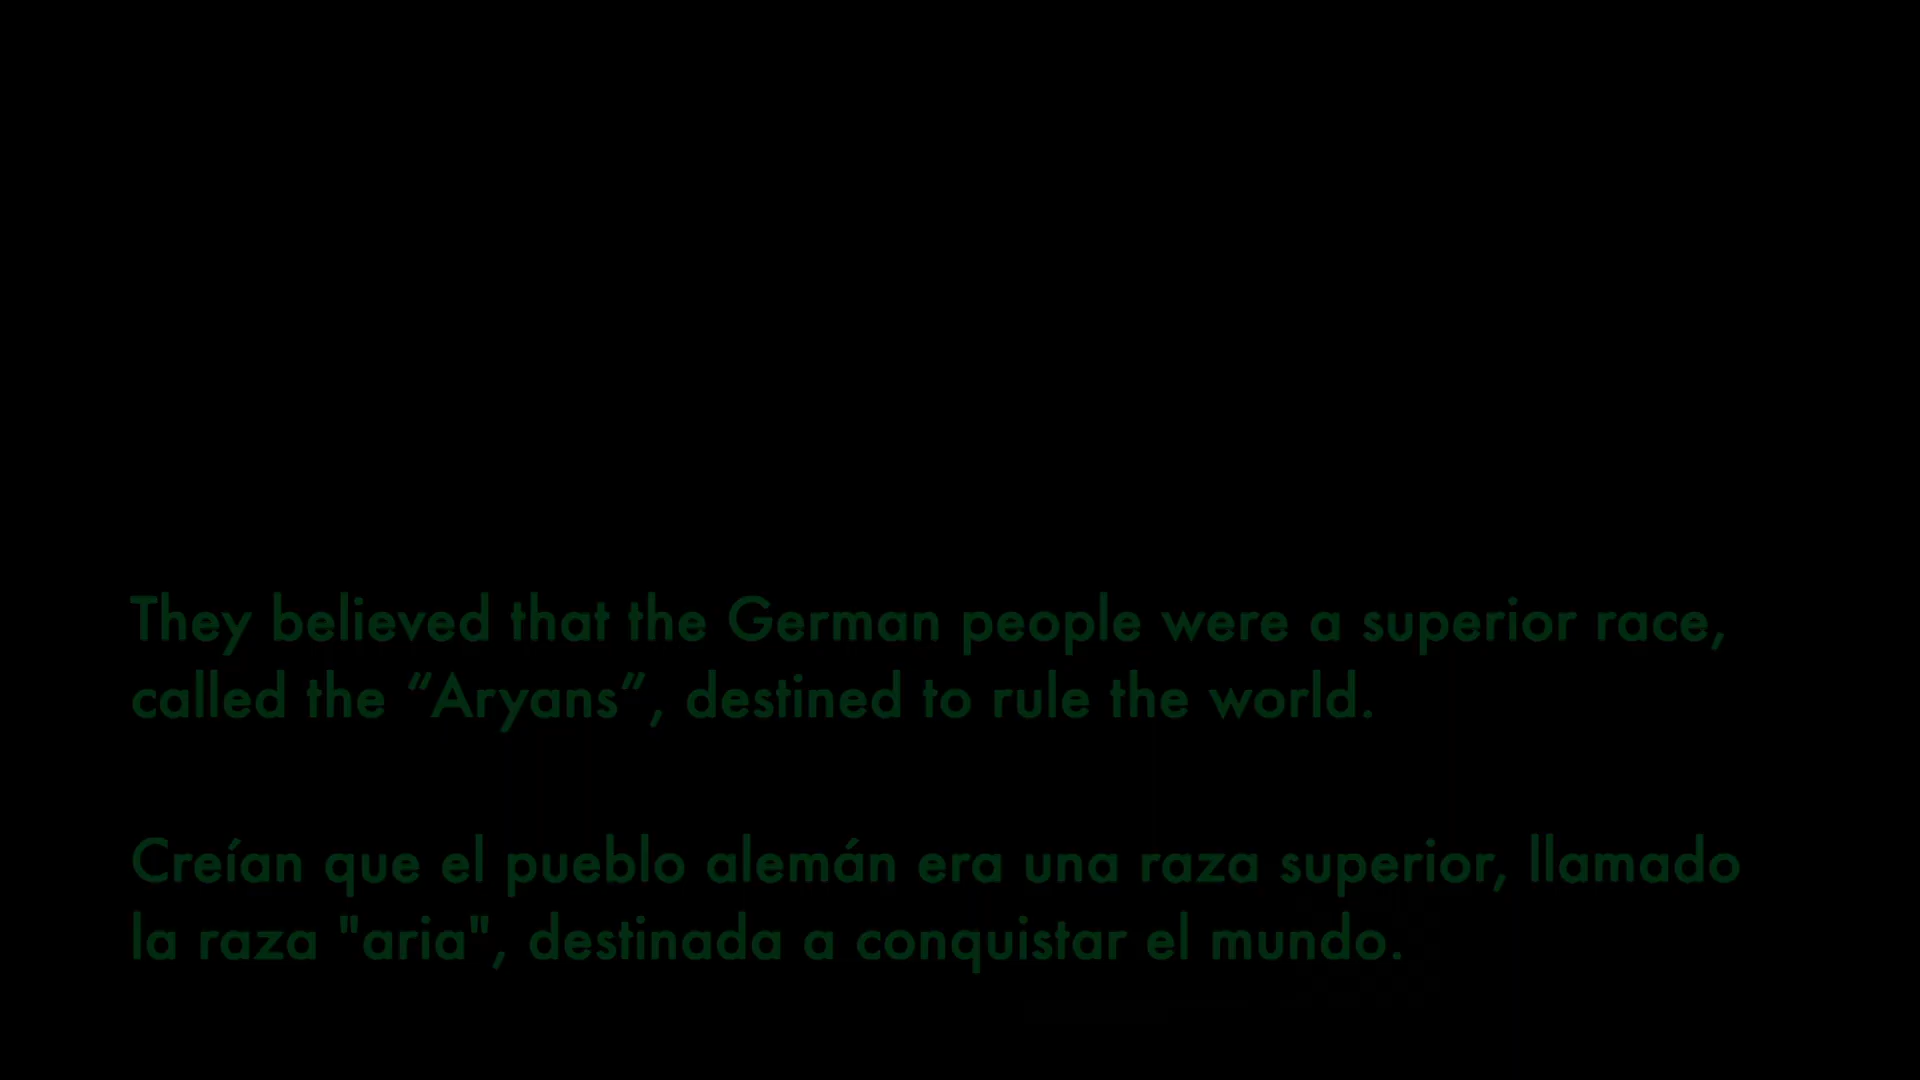 They believed that the German people were a superior race,
called the “Aryans”, destined to rule the world.
Creían que el pueblo alemán era una raza superior, llamado
la raza "aria", destinada a conquistar el mundo.